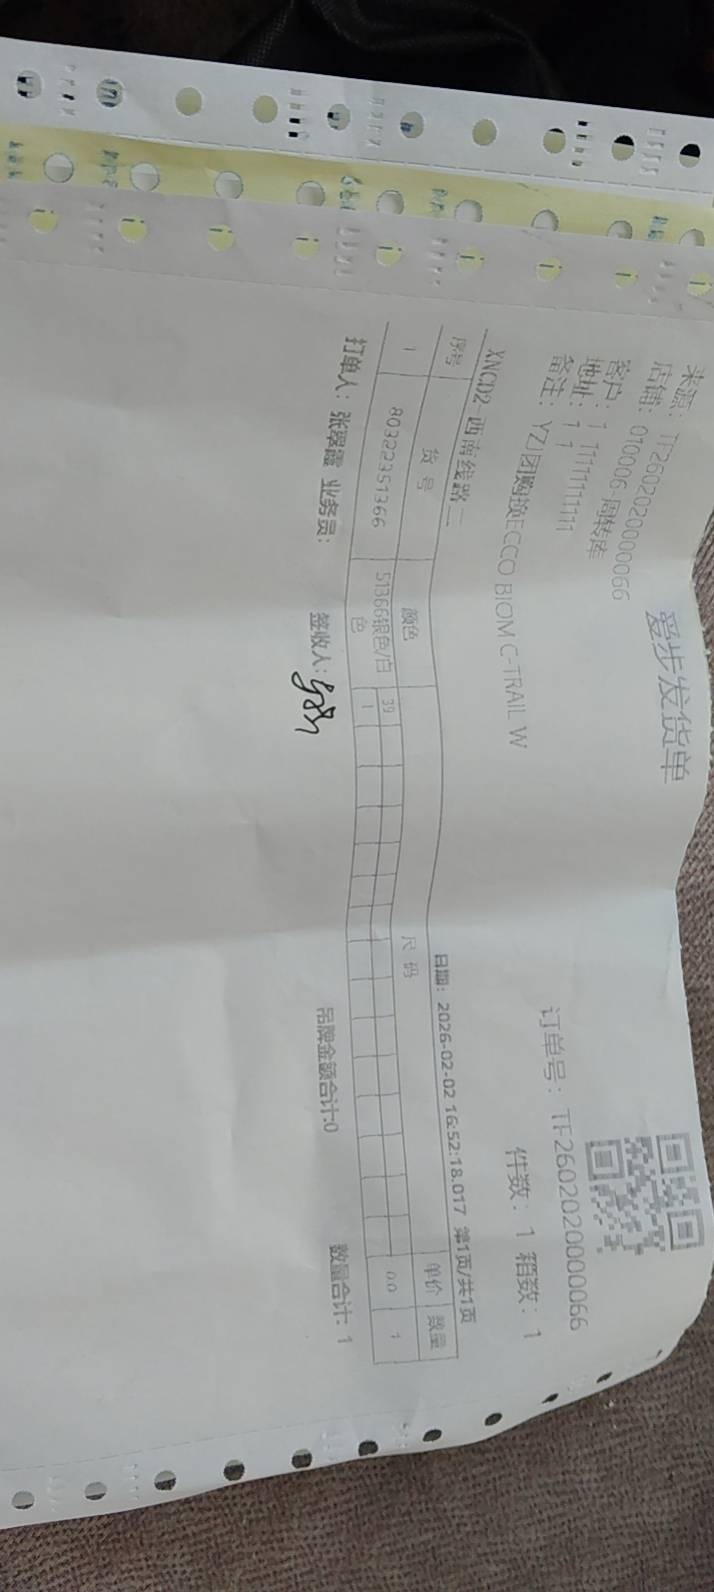 爱步发货单
来源: TF2602020000066
店铺: 010006-周转库
客户: 1 1111111111
地址: 1 1
备注: YZJ团购换ECCO BIOM C-TRAIL W
订单号: TF2602020000066
件数: 1 箱数: 1
XNCD2-西南线路二
日期: 2026-02-02 16:52:18.017 第1页/共1页
序号 货号 颜色 尺码 单价 数量
1 80322351366 51366银色/白色 39 0.0 1
1
打单人: 张翠霞 业务员: 签收人: 吊牌金额合计:0 数量合计: 1